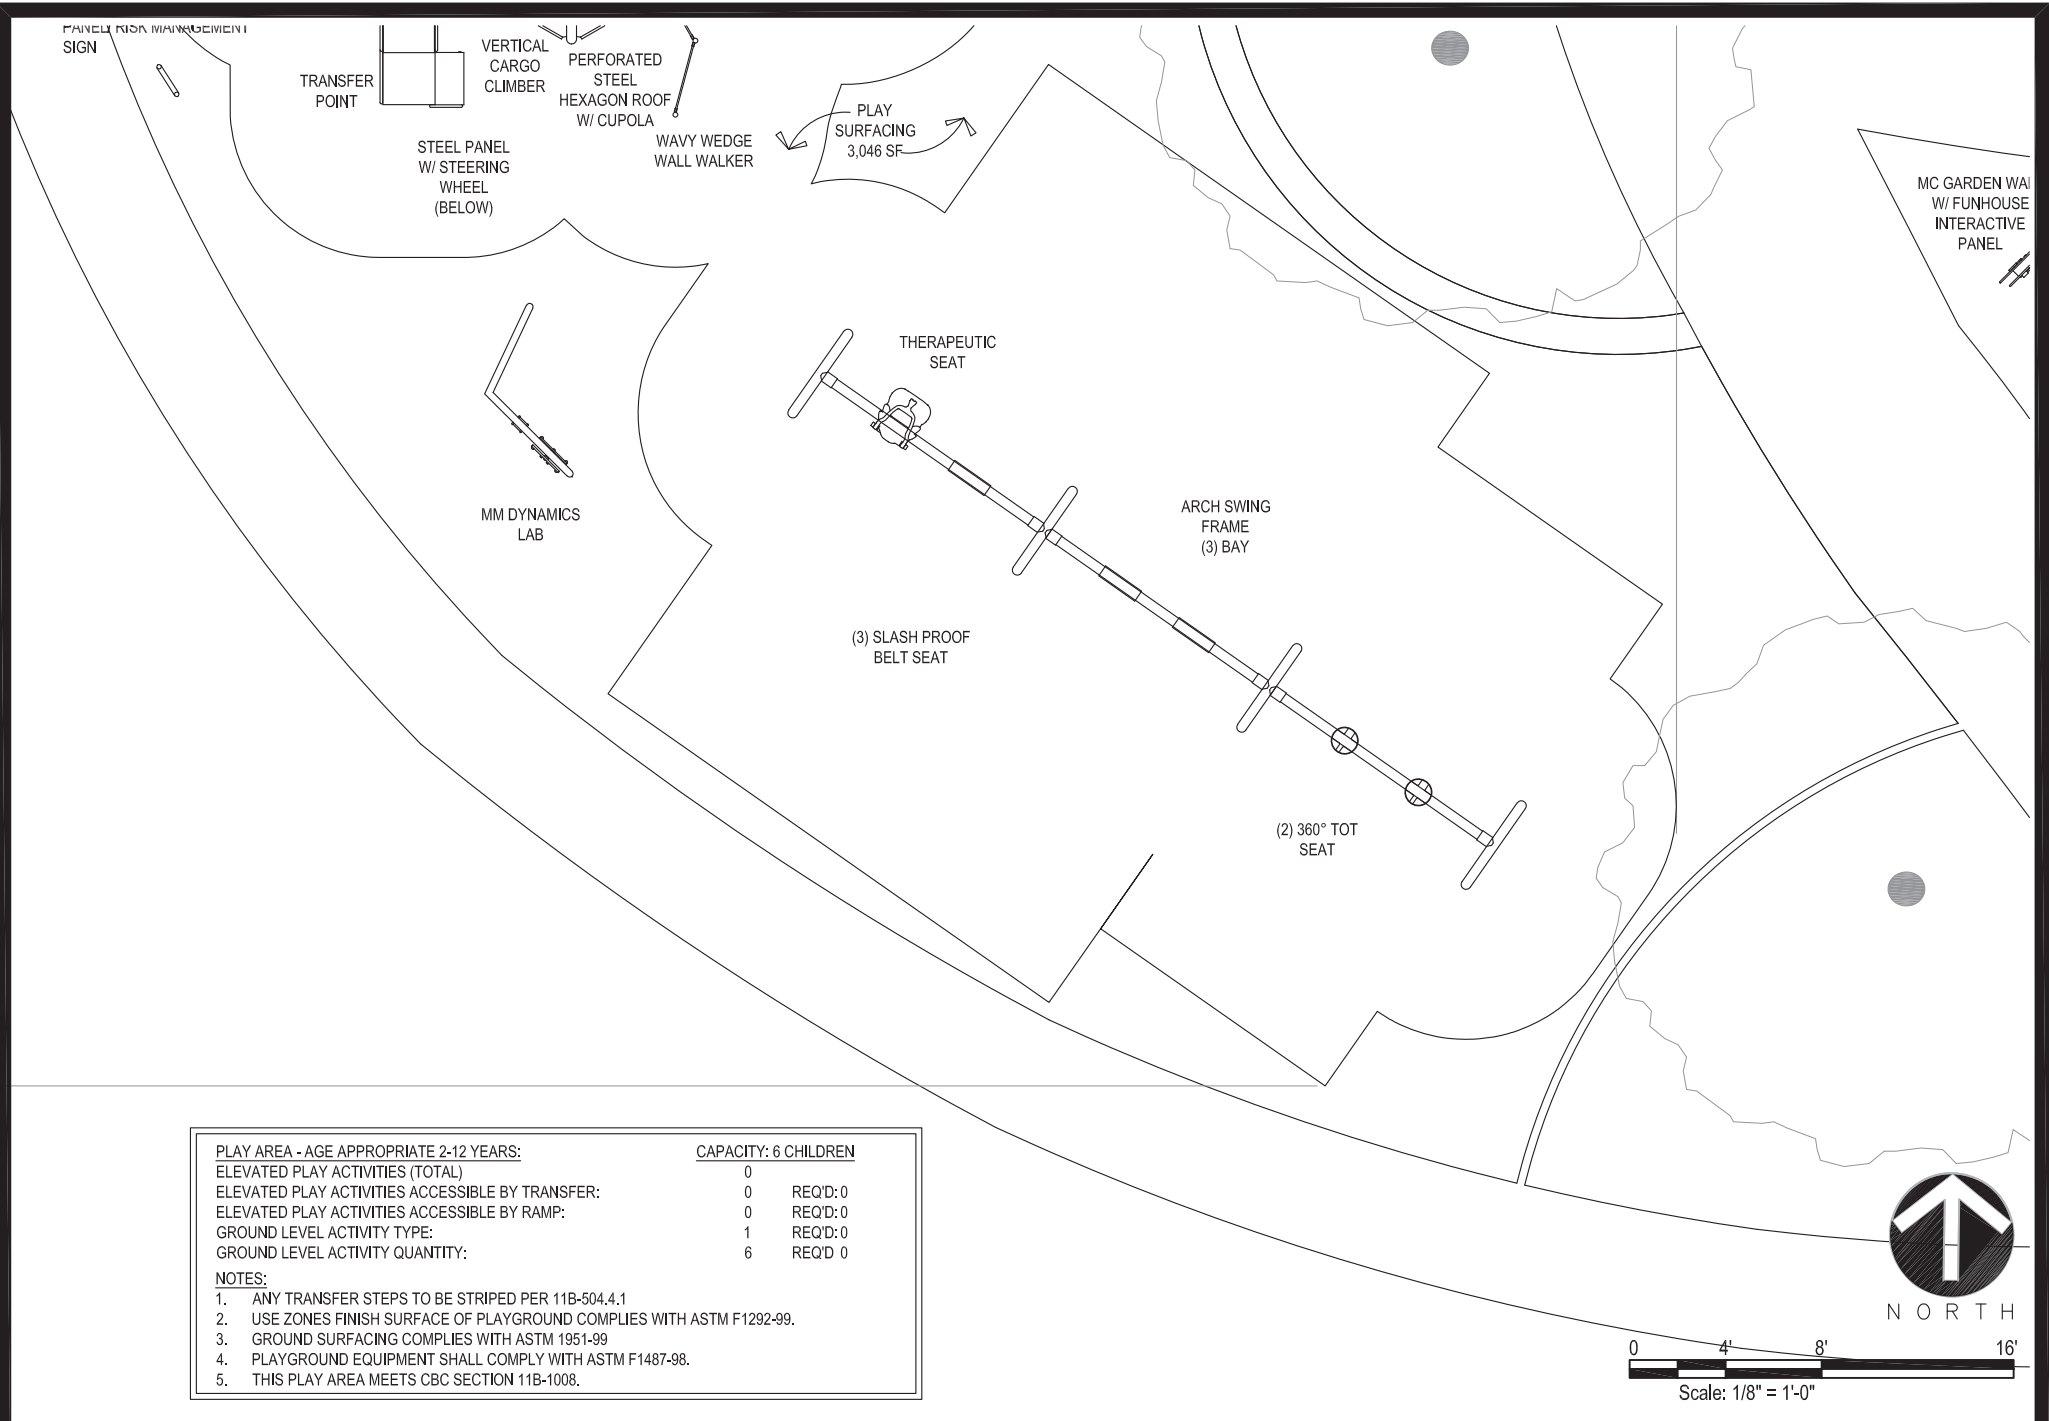 PANEL/ RISK MANAGEMENT
SIGN
TRANSFER
POINT
VERTICAL
CARGO
CLIMBER
PERFORATED
STEEL
HEXAGON ROOF
W/ CUPOLA
STEEL PANEL
W/ STEERING
WHEEL
(BELOW)
WAVY WEDGE
WALL WALKER
PLAY
SURFACING
3,046 SF
MC GARDEN
W/ FUNHOUSE
INTERACTIVE
PANEL
THERAPEUTIC
SEAT
MM DYNAMICS
LAB
ARCH SWING
FRAME
(3) BAY
(3) SLASH PROOF
BELT SEAT
(2) 360° TOT
SEAT
PLAY AREA - AGE APPROPRIATE 2-12 YEARS: CAPACITY: 6 CHILDREN
ELEVATED PLAY ACTIVITIES (TOTAL) 0
ELEVATED PLAY ACTIVITIES ACCESSIBLE BY TRANSFER: 0 REQ'D: 0
ELEVATED PLAY ACTIVITIES ACCESSIBLE BY RAMP: 0 REQ'D: 0
GROUND LEVEL ACTIVITY TYPE: 1 REQ'D: 0
GROUND LEVEL ACTIVITY QUANTITY: 6 REQ'D 0
NOTES:
1. ANY TRANSFER STEPS TO BE STRIPED PER 11B-504.4.1
2. USE ZONES FINISH SURFACE OF PLAYGROUND COMPLIES WITH ASTM F1292-99.
3. GROUND SURFACING COMPLIES WITH ASTM 1951-99
4. PLAYGROUND EQUIPMENT SHALL COMPLY WITH ASTM F1487-98.
5. THIS PLAY AREA MEETS CBC SECTION 11B-1008.
NORTH
0 4' 8' 16'
Scale: 1/8" = 1'-0"